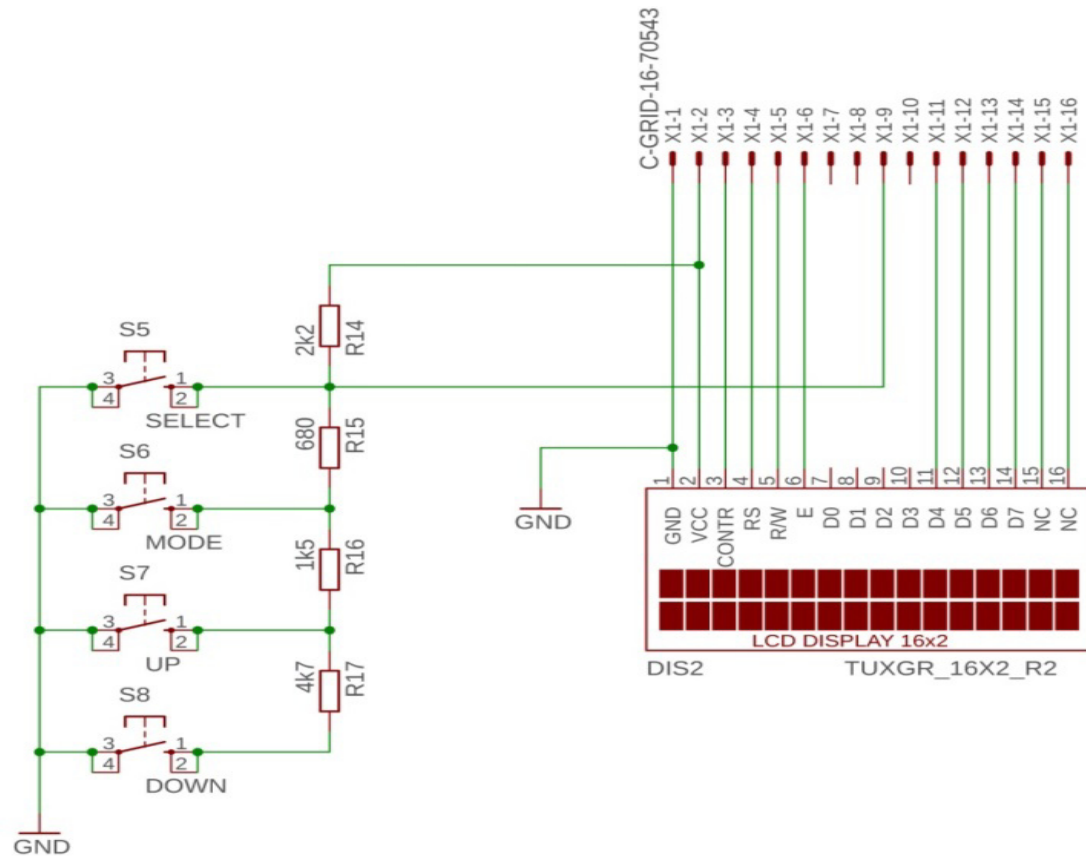 C-GRID-16-70543
X1-1
X1-2
X1-3
X1-4
X1-5
X1-6
X1-7
X1-8
X1-9
X1-10
X1-11
X1-12
X1-13
X1-14
X1-15
X1-16
2k2
R14
S5
3 1
4 2
SELECT
680
R15
S6
3 1
4 2
MODE
1k5
R16
S7
3 1
4 2
UP
4k7
R17
S8
3 1
4 2
DOWN
GND
GND
1 2 3 4 5 6 7 8 9 10 11 12 13 14 15 16
GND
VCC
CONTR
RS
R/W
E
D0
D1
D2
D3
D4
D5
D6
D7
NC
NC
LCD DISPLAY 16x2
DIS2
TUXGR_16X2_R2